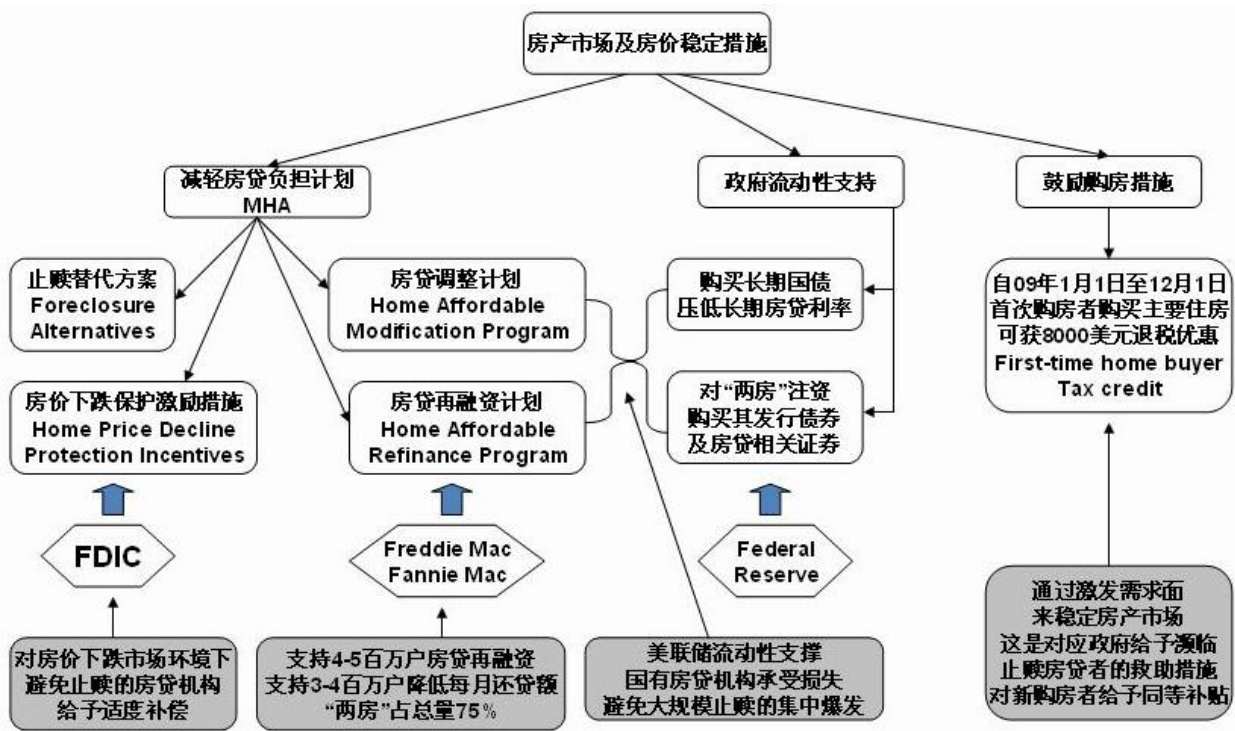 房产市场及房价稳定措施
减轻房贷负担计划
MHA
政府流动性支持
鼓励购房措施
止赎替代方案
Foreclosure
Alternatives
房贷调整计划
Home Affordable
Modification Program
购买长期国债
压低长期房贷利率
自09年1月1日至12月1日
首次购房者购买主要住房
可获8000美元退税优惠
First-time home buyer
Tax credit
房价下跌保护激励措施
Home Price Decline
Protection Incentives
房贷再融资计划
Home Affordable
Refinance Program
对“两房”注资
购买其发行债券
及房贷相关证券
FDIC
Freddie Mac
Fannie Mac
Federal
Reserve
对房价下跌市场环境下
避免止赎的房贷机构
给予适度补偿
支持4-5百万户房贷再融资
支持3-4百万户降低每月还贷额
“两房”占总量75%
美联储流动性支撑
国有房贷机构承受损失
避免大规模止赎的集中爆发
通过激发需求面
来稳定房产市场
这是对应政府给予濒临
止赎房贷者的救助措施
对新购房者给予同等补贴